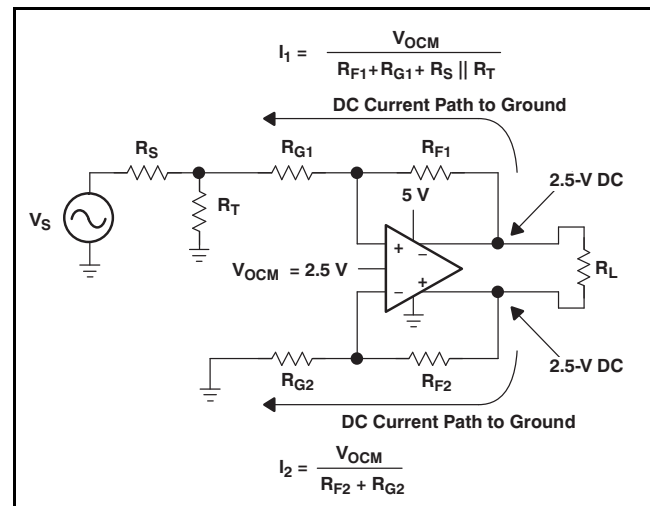 I1 = VOCM / RF1+RG1+ RS || RT
DC Current Path to Ground
RS
RG1
RF1
2.5-V DC
5 V
VS
RT
+ −
VOCM = 2.5 V
RL
− +
RG2
RF2
2.5-V DC
DC Current Path to Ground
I2 = VOCM / RF2 + RG2